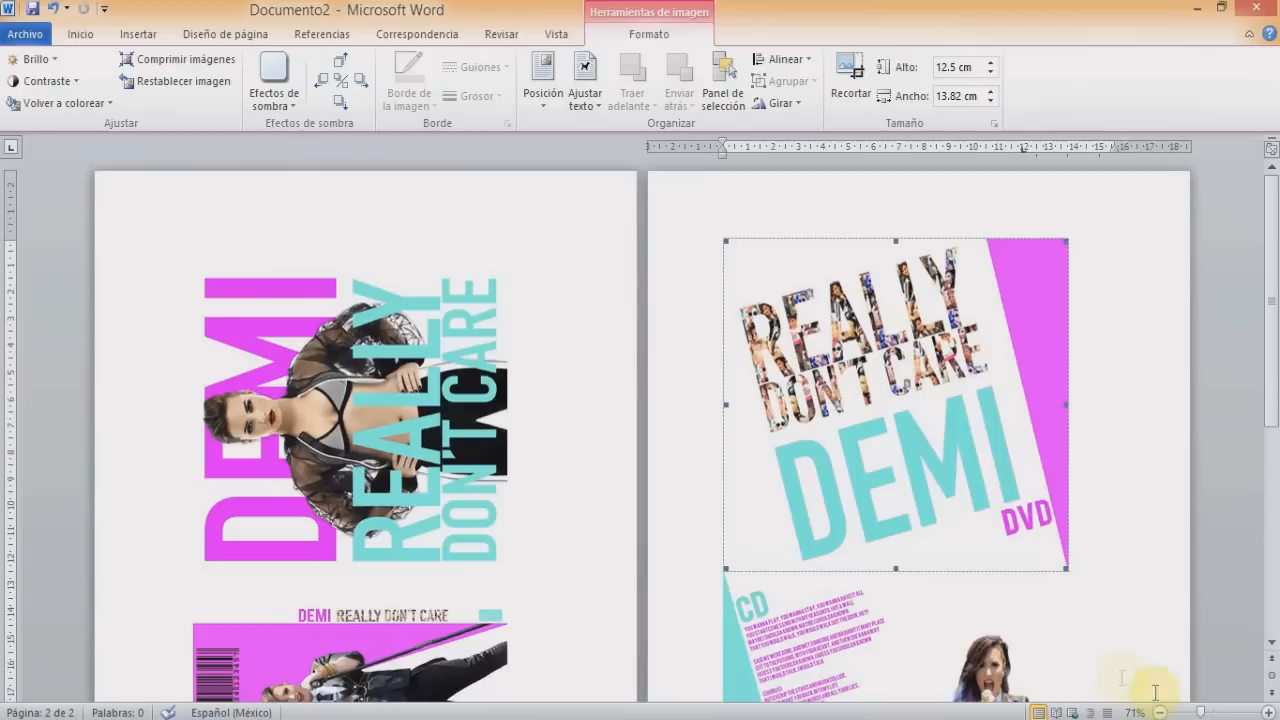 Documento2 - Microsoft Word
Herramientas de imagen
Archivo
Inicio
Insertar
Diseño de página
Referencias
Correspondencia
Revisar
Vista
Formato
Brillo
Contraste
Volver a colorear
Comprimir imágenes
Establecer imagen
Ajustar
Efectos de sombra
Efectos de sombra
Borde de la imagen
Guiones
Grosor
Borde
Posición
Ajustar texto
Traer adelante
Enviar atrás
Panel de selección
Alinear
Agrupar
Girar
Organizar
Recortar
Alto: 12.5 cm
Ancho: 13.82 cm
Tamaño
DEMI
REALLY
DON'T CARE
DEMI REALLY DON'T CARE
REALLY
DON'T CARE
DEMI
DVD
CD
Página: 2 de 2
Palabras: 0
Español (México)
71%